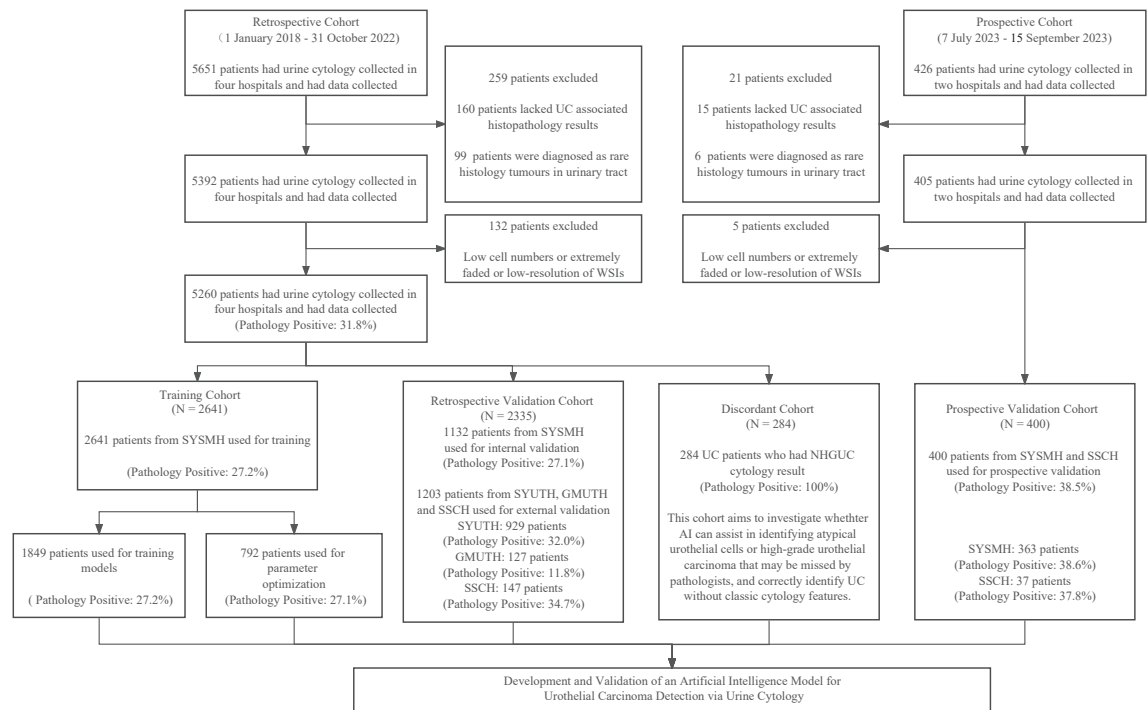 Retrospective Cohort
（1 January 2018 - 31 October 2022)
5651 patients had urine cytology collected in
four hospitals and had data collected
259 patients excluded
160 patients lacked UC associated
histopathology results
99 patients were diagnosed as rare
histology tumours in urinary tract
5392 patients had urine cytology collected in
four hospitals and had data collected
132 patients excluded
Low cell numbers or extremely
faded or low-resolution of WSIs
5260 patients had urine cytology collected in
four hospitals and had data collected
(Pathology Positive: 31.8%)
Prospective Cohort
(7 July 2023 - 15 September 2023)
426 patients had urine cytology collected in
two hospitals and had data collected
21 patients excluded
15 patients lacked UC associated
histopathology results
6 patients were diagnosed as rare
histology tumours in urinary tract
405 patients had urine cytology collected in
two hospitals and had data collected
5 patients excluded
Low cell numbers or extremely
faded or low-resolution of WSIs
Training Cohort
(N = 2641)
2641 patients from SYSMH used for training
(Pathology Positive: 27.2%)
1849 patients used for training
models
( Pathology Positive: 27.2%)
792 patients used for
parameter
optimization
(Pathology Positive: 27.1%)
Retrospective Validation Cohort
(N = 2335)
1132 patients from SYSMH
used for internal validation
(Pathology Positive: 27.1%)
1203 patients from SYUTH, GMUTH
and SSCH used for external validation
SYUTH: 929 patients
(Pathology Positive: 32.0%)
GMUTH: 127 patients
(Pathology Positive: 11.8%)
SSCH: 147 patients
(Pathology Positive: 34.7%)
Discordant Cohort
(N = 284)
284 UC patients who had NHGUC
cytology result
(Pathology Positive: 100%)
This cohort aims to investigate whethter
AI can assist in identifying atypical
urothelial cells or high-grade urothelial
carcinoma that may be missed by
pathologists, and correctly identify UC
without classic cytology features.
Prospective Validation Cohort
(N = 400)
400 patients from SYSMH and SSCH
used for prospective validation
(Pathology Positive: 38.5%)
SYSMH: 363 patients
(Pathology Positive: 38.6%)
SSCH: 37 patients
(Pathology Positive: 37.8%)
Development and Validation of an Artificial Intelligence Model for
Urothelial Carcinoma Detection via Urine Cytology